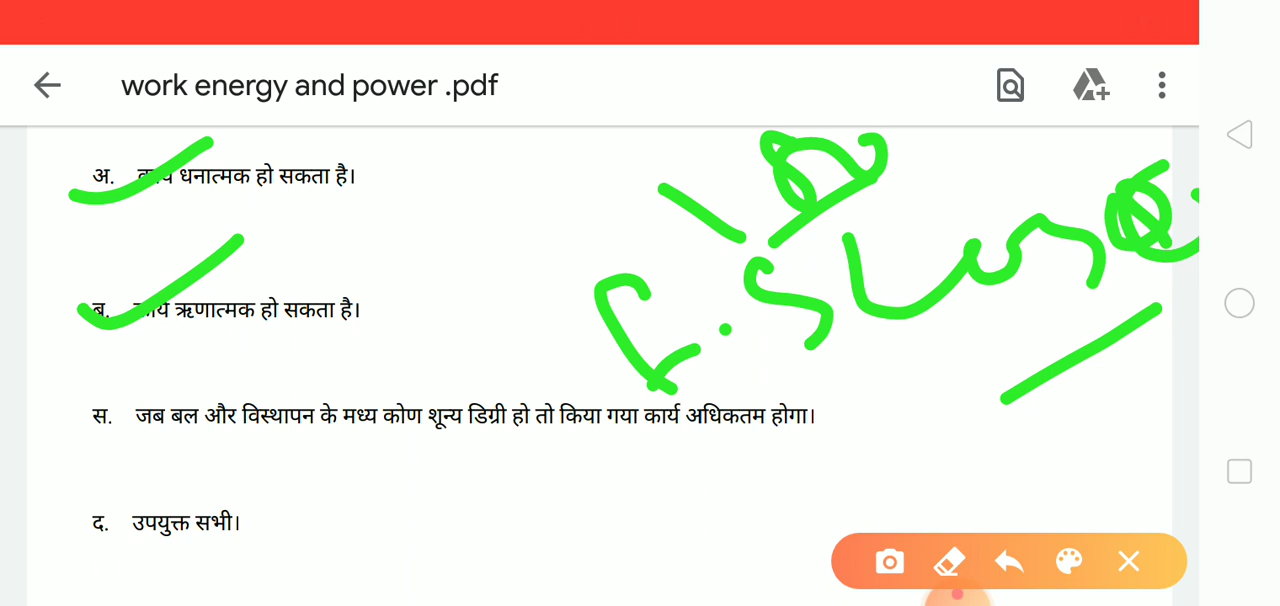 work energy and power .pdf
अ. कार्य धनात्मक हो सकता है।
ब. कार्य ऋणात्मक हो सकता है।
स. जब बल और विस्थापन के मध्य कोण शून्य डिग्री हो तो किया गया कार्य अधिकतम होगा।
द. उपयुक्त सभी।